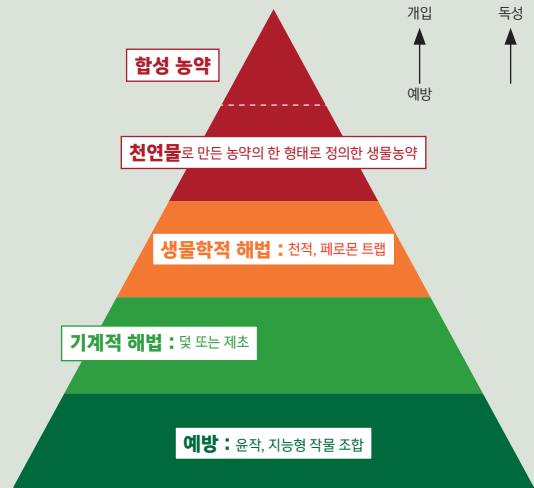 개입 독성
예방
합성 농약
천연물로 만든 농약의 한 형태로 정의한 생물농약
생물학적 해법 : 천적, 페로몬 트랩
기계적 해법 : 덫 또는 제초
예방 : 윤작, 지능형 작물 조합